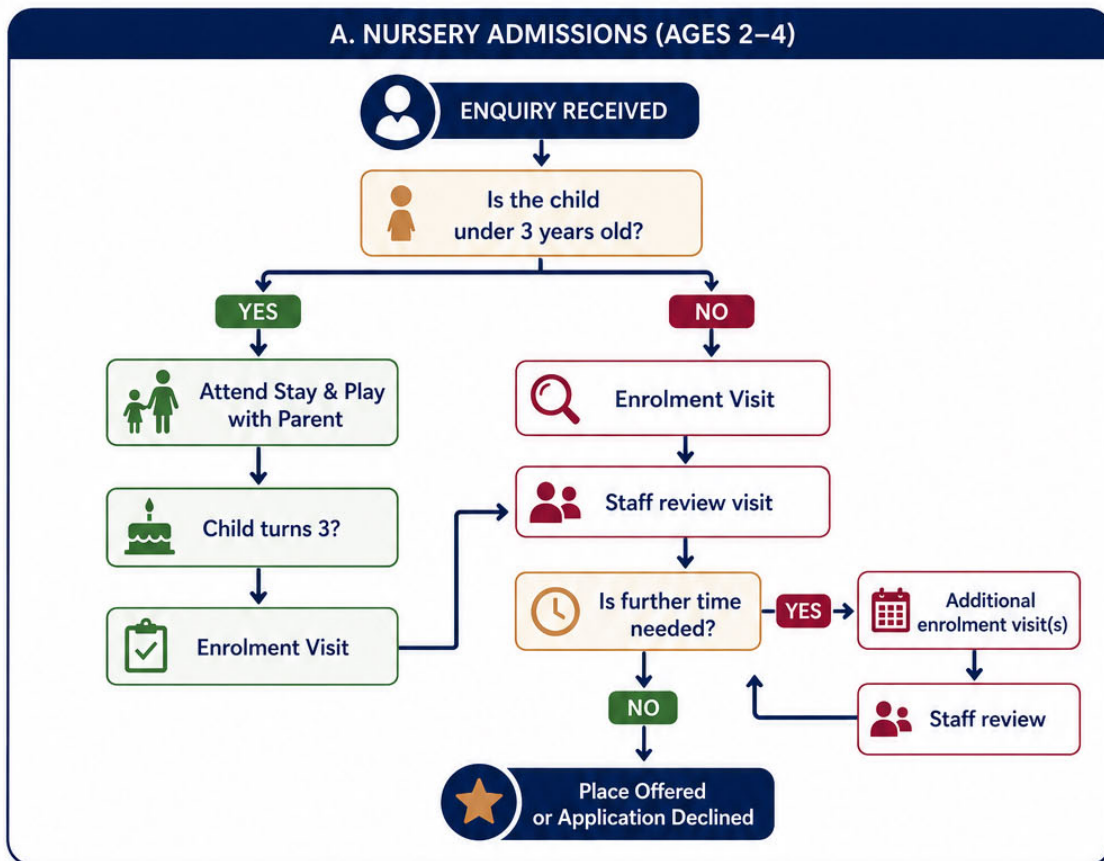 A. NURSERY ADMISSIONS (AGES 2–4)
ENQUIRY RECEIVED
Is the child
under 3 years old?
YES
NO
Attend Stay & Play
with Parent
Child turns 3?
Enrolment Visit
Enrolment Visit
Staff review visit
Is further time
needed?
YES
Additional
enrolment visit(s)
Staff review
NO
Place Offered
or Application Declined